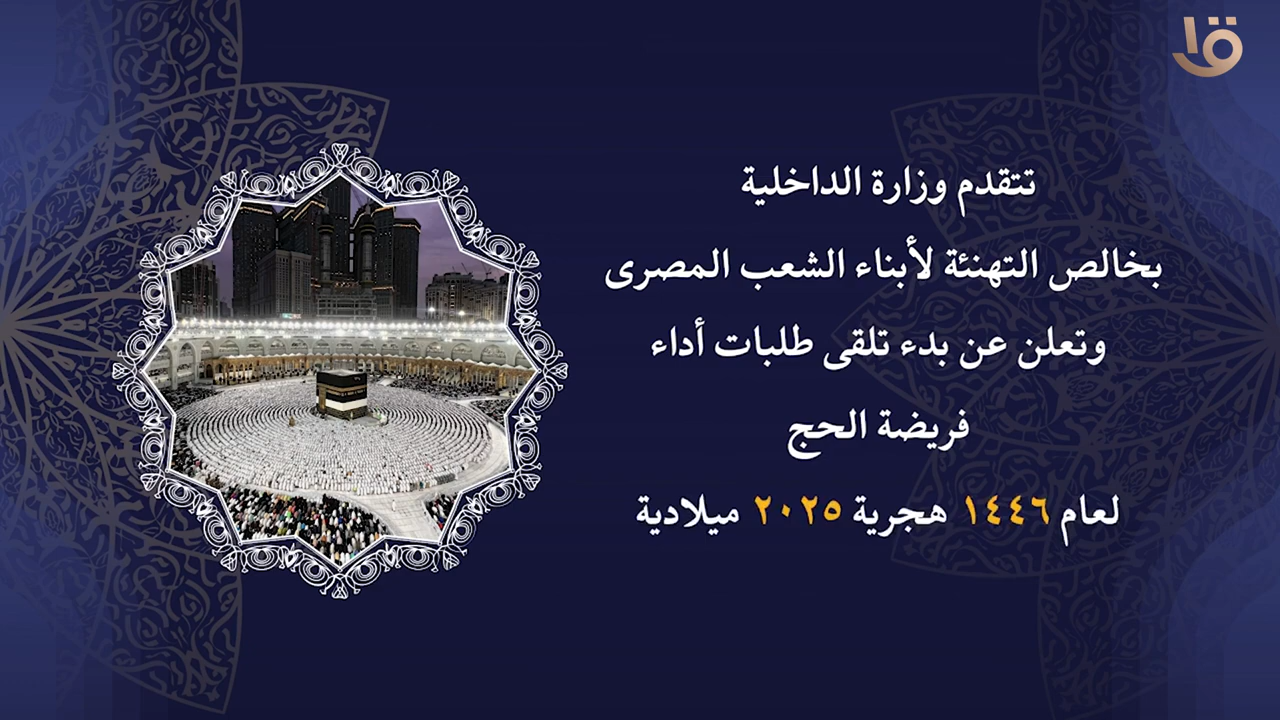 تتقدم وزارة الداخلية
بخالص التهنئة لأبناء الشعب المصرى
وتعلن عن بدء تلقى طلبات أداء
فريضة الحج
لعام ١٤٤٦ هجرية ٢٠٢٥ ميلادية